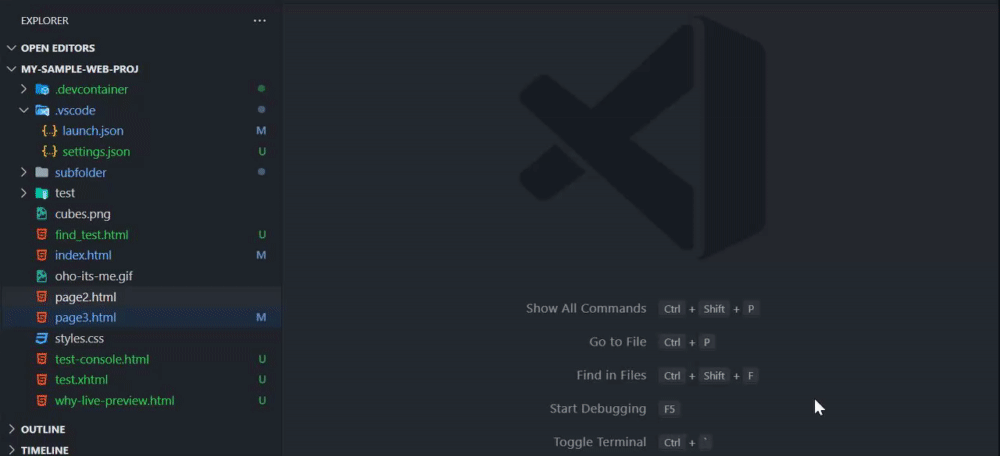 EXPLORER ...
OPEN EDITORS
MY-SAMPLE-WEB-PROJ
.devcontainer
.vscode
{..} launch.json M
{..} settings.json U
subfolder
test
cubes.png
find_test.html U
index.html M
oho-its-me.gif
page2.html
page3.html M
styles.css
test-console.html U
test.xhtml U
why-live-preview.html U
OUTLINE
TIMELINE
Show All Commands Ctrl + Shift + P
Go to File Ctrl + P
Find in Files Ctrl + Shift + F
Start Debugging F5
Toggle Terminal Ctrl + `